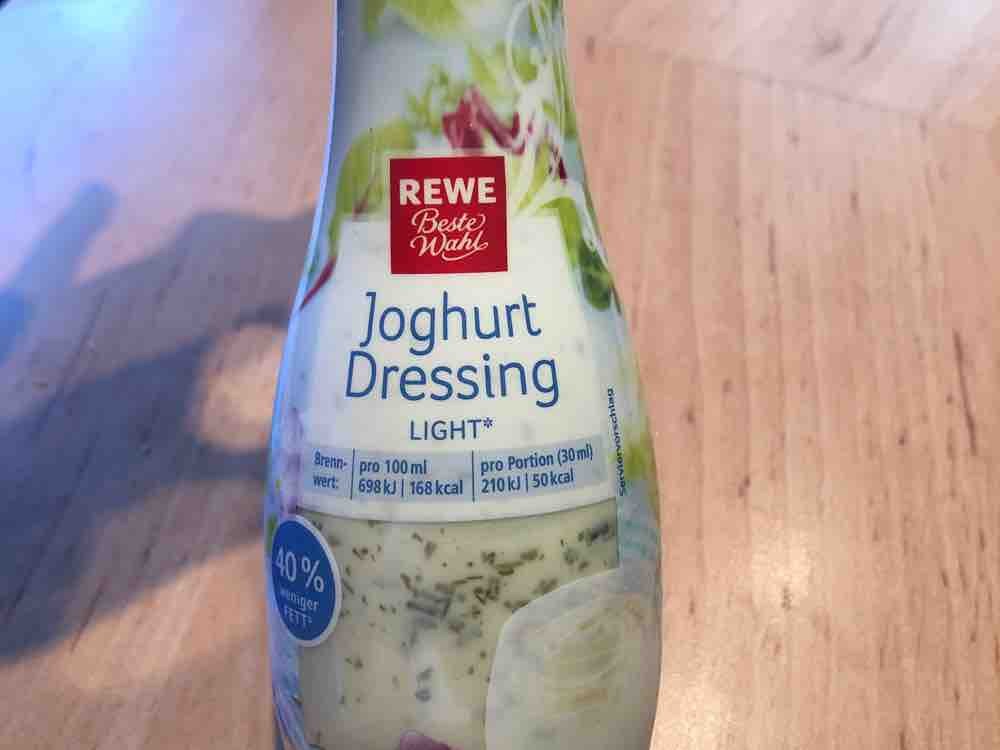 REWE
Beste
Wahl
Joghurt
Dressing
LIGHT*
Brenn-
wert:
pro 100 ml
698 kJ | 168 kcal
pro Portion (30 ml)
210 kJ | 50 kcal
Serviervorschlag
40 %
weniger
FETT*